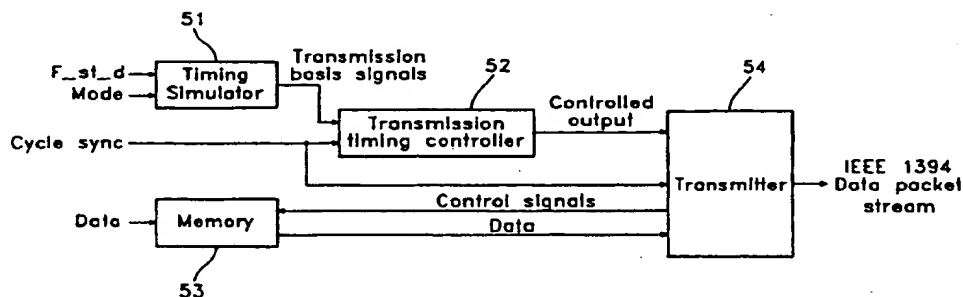 51
F_st_d
Mode
Timing
Simulator
Transmission
basis signals
52
Transmission
timing controller
Controlled
output
54
Cycle sync
Transmitter
IEEE 1394
Data packet
stream
Control signals
Data
Memory
Data
53